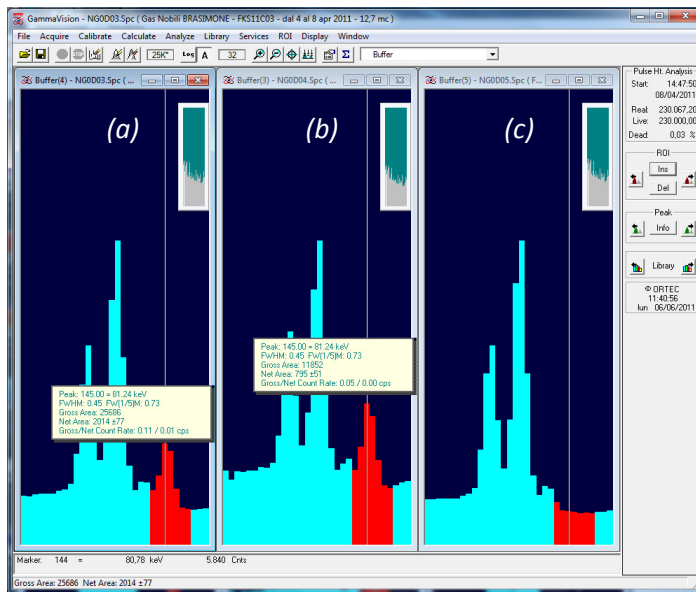 GammaVision - NG0D03.Spc ( Gas Nobili BRASIMONE - FKS11C03 - dal 4 al 8 apr 2011 - 12,7 mc )
File Acquire Calibrate Calculate Analyze Library Services ROI Display Window
25K* Log A 32 Σ Buffer
Buffer(4) - NG0D03.Spc ( ...
Buffer(3) - NG0D04.Spc ( ...
Buffer(5) - NG0D05.Spc ( F...
(a)
(b)
(c)
Peak: 145.00 = 81.24 keV
FWHM: 0.45 FW(1/5)M: 0.73
Gross Area: 25686
Net Area: 2014 ±77
Gross/Net Count Rate: 0.11 / 0.01 cps
Peak: 145.00 = 81.24 keV
FWHM: 0.45 FW(1/5)M: 0.73
Gross Area: 11852
Net Area: 795 ±51
Gross/Net Count Rate: 0.05 / 0.00 cps
Pulse Ht. Analysis
Start: 14:47:50
08/04/2011
Real: 230.067,20
Live: 230.000,00
Dead: 0,03 %
ROI
Ins
Del
Peak
Info
Library
© ORTEC
11:40:56
lun 06/06/2011
Marker: 144 = 80,78 keV 5.840 Cnts
Gross Area: 25686 Net Area: 2014 ±77